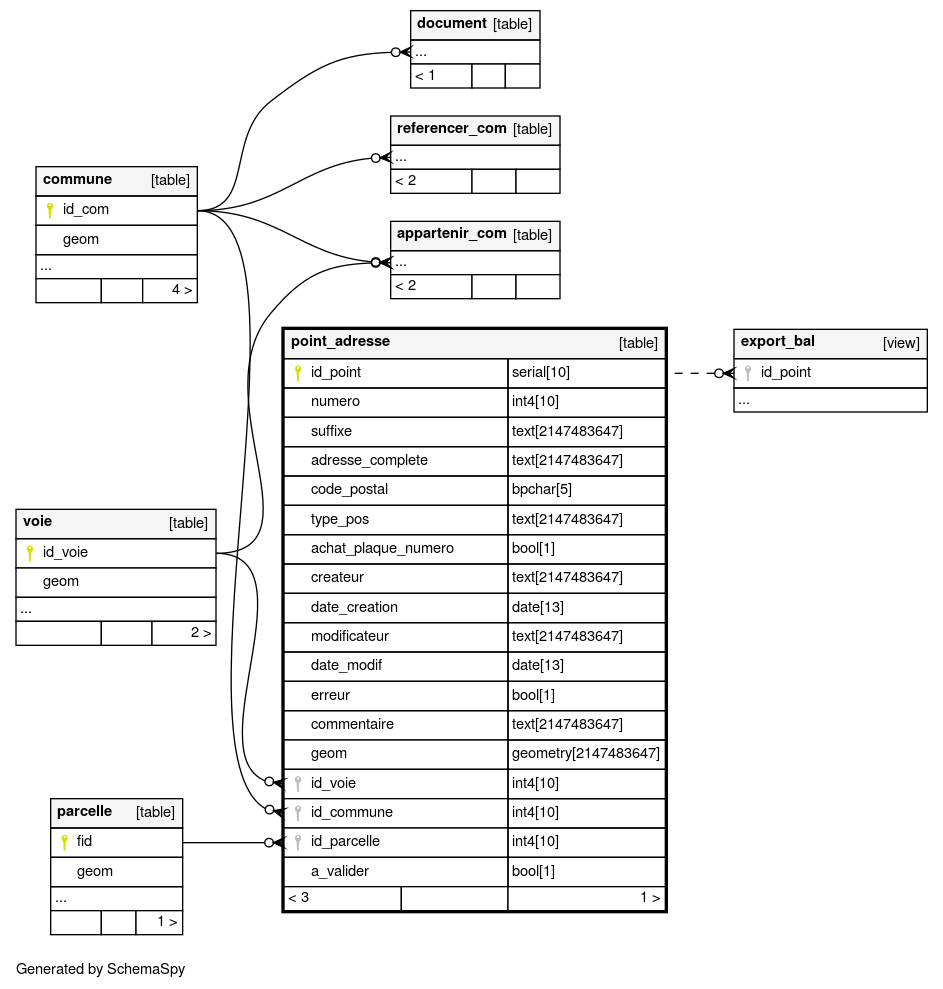 document [table]
...
< 1
referencer_com [table]
...
< 2
commune [table]
id_com
geom
...
4 >
appartenir_com [table]
...
< 2
point_adresse [table]
id_point serial[10]
numero int4[10]
suffixe text[2147483647]
adresse_complete text[2147483647]
code_postal bpchar[5]
type_pos text[2147483647]
achat_plaque_numero bool[1]
createur text[2147483647]
date_creation date[13]
modificateur text[2147483647]
date_modif date[13]
erreur bool[1]
commentaire text[2147483647]
geom geometry[2147483647]
id_voie int4[10]
id_commune int4[10]
id_parcelle int4[10]
a_valider bool[1]
< 3 1 >
export_bal [view]
id_point
...
voie [table]
id_voie
geom
...
2 >
parcelle [table]
fid
geom
...
1 >
Generated by SchemaSpy